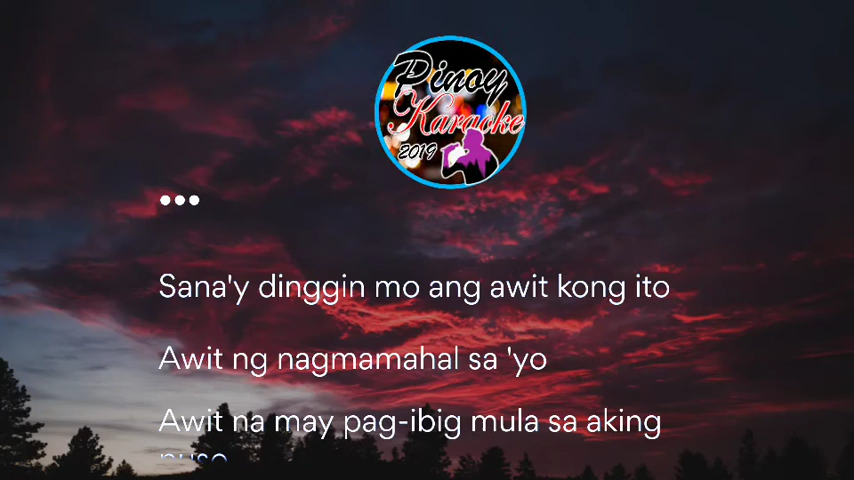 Pinoy
Karaoke
2019
•••
Sana'y dinggin mo ang awit kong ito
Awit ng nagmamahal sa 'yo
Awit na may pag-ibig mula sa aking
puso